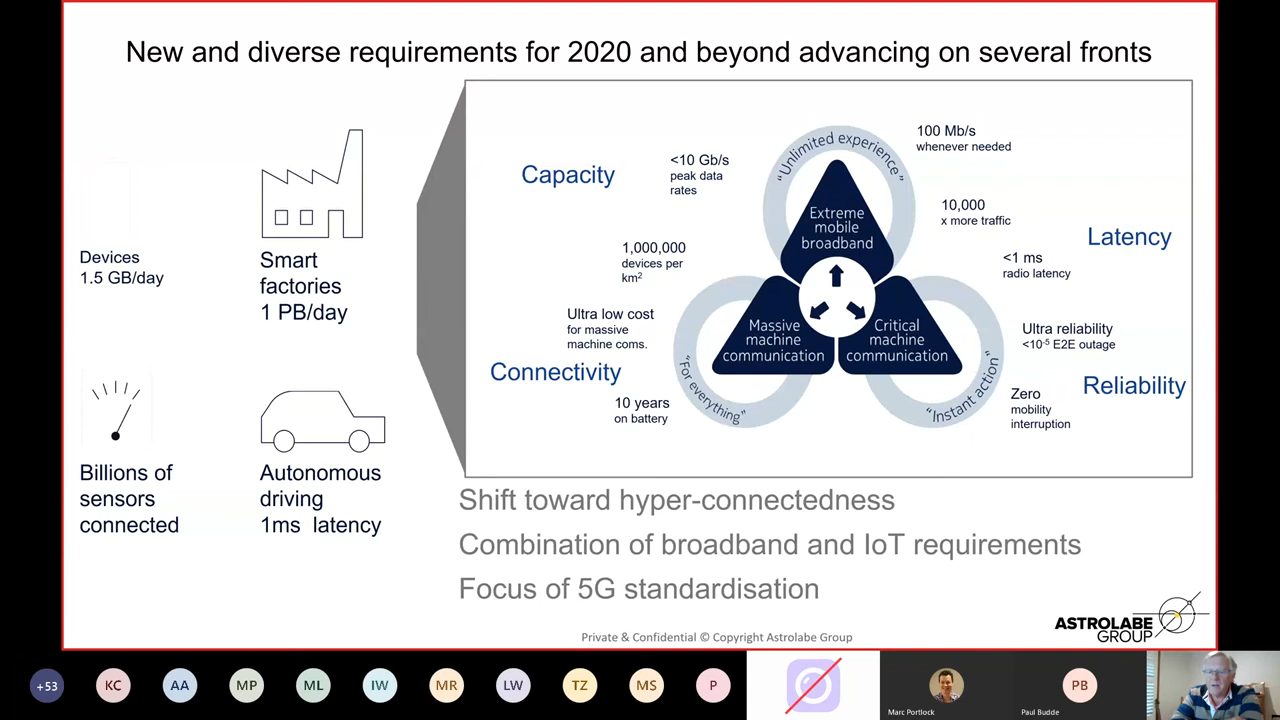 New and diverse requirements for 2020 and beyond advancing on several fronts
Devices
1.5 GB/day
Smart
factories
1 PB/day
Billions of
sensors
connected
Autonomous
driving
1ms latency
Capacity
<10 Gb/s
peak data
rates
"Unlimited experience"
100 Mb/s
whenever needed
10,000
x more traffic
Latency
<1 ms
radio latency
1,000,000
devices per
km²
Ultra low cost
for massive
machine coms.
Connectivity
10 years
on battery
Extreme
mobile
broadband
Massive
machine
communication
Critical
machine
communication
"For everything"
"Instant action"
Ultra reliability
<10⁻⁵ E2E outage
Reliability
Zero
mobility
interruption
Shift toward hyper-connectedness
Combination of broadband and IoT requirements
Focus of 5G standardisation
Private & Confidential © Copyright Astrolabe Group
ASTROLABE
GROUP
+53
KC
AA
MP
ML
IW
MR
LW
TZ
MS
P
Marc Portlock
PB
Paul Budde